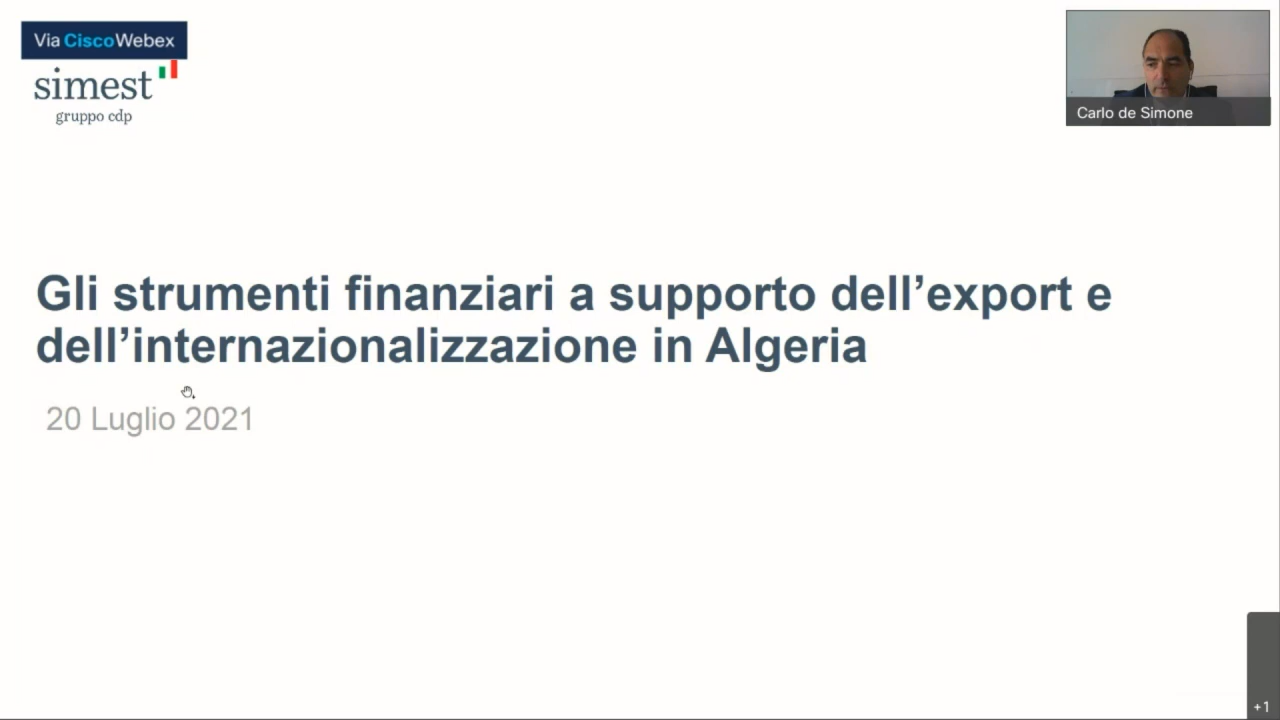 Via CiscoWebex
simest
gruppo cdp
Carlo de Simone
Gli strumenti finanziari a supporto dell’export e
dell’internazionalizzazione in Algeria
20 Luglio 2021
+1